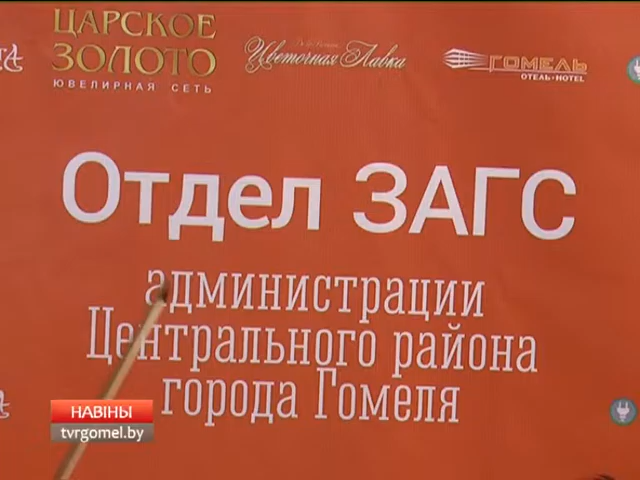 ЦАРСКОЕ
ЗОЛОТО
ЮВЕЛИРНАЯ СЕТЬ
Цветочная Лавка
ГОМЕЛЬ
ОТЕЛЬ-HOTEL
Отдел ЗАГС
администрации
Центрального района
города Гомеля
НАВІНЫ
tvrgomel.by